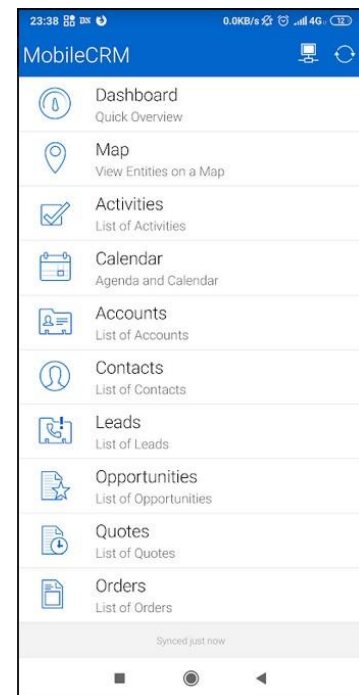 23:38 0.0KB/s 4G 12
MobileCRM
Dashboard
Quick Overview
Map
View Entities on a Map
Activities
List of Activities
Calendar
Agenda and Calendar
Accounts
List of Accounts
Contacts
List of Contacts
Leads
List of Leads
Opportunities
List of Opportunities
Quotes
List of Quotes
Orders
List of Orders
Synced just now